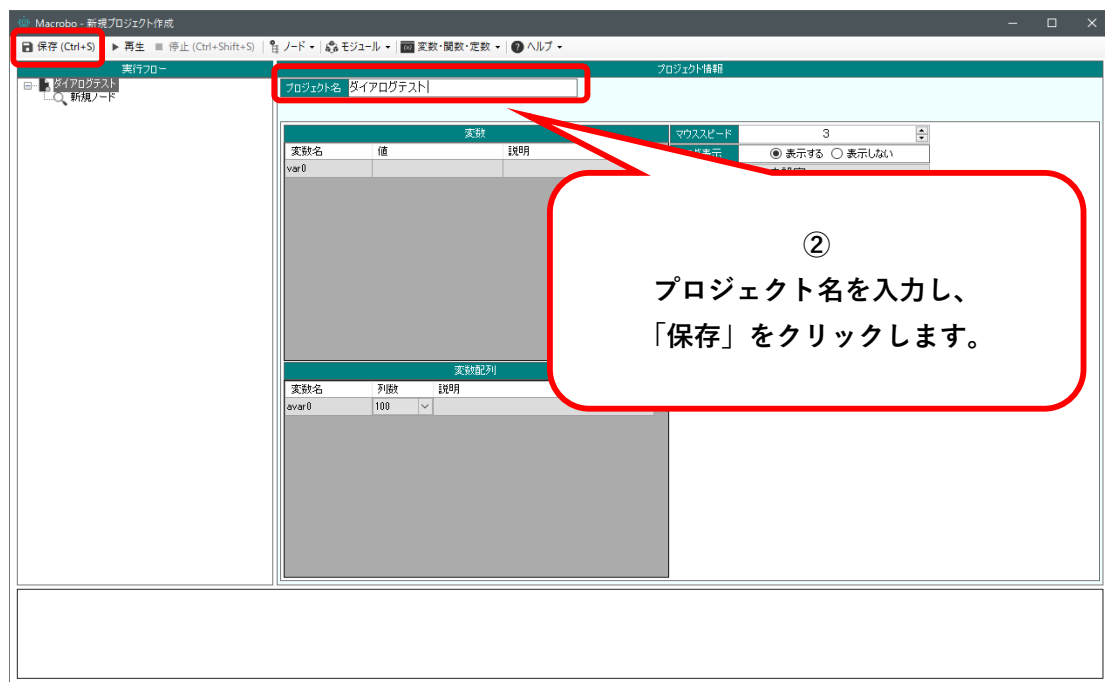 Macrobo - 新規プロジェクト作成
保存 (Ctrl+S) 再生 停止 (Ctrl+Shift+S) ノード モジュール 変数・関数・定数 ヘルプ
実行フロー
ダイアログテスト
新規ノード
プロジェクト情報
プロジェクト名 ダイアログテスト
変数
変数名 値 説明
var0
マウススピード 3
表示する 表示しない
変数配列
変数名 列数 説明
avar0 100
②
プロジェクト名を入力し、
「保存」をクリックします。